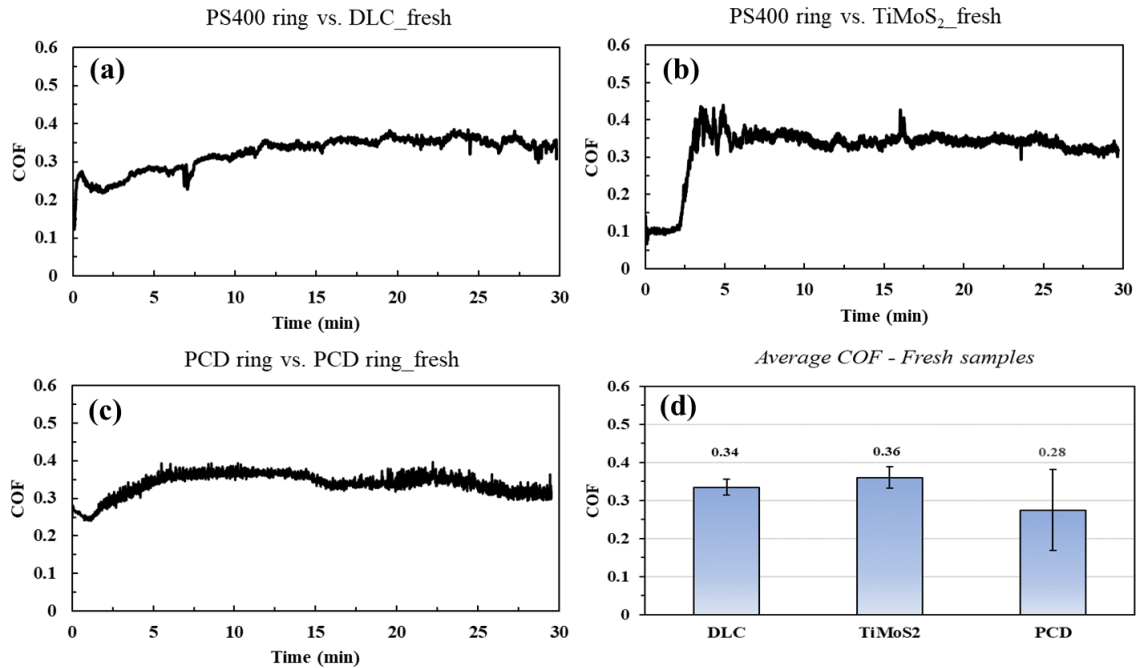 PS400 ring vs. DLC_fresh
(a)
0.6
0.5
0.4
0.3
0.2
0.1
0
COF
0 5 10 15 20 25 30
Time (min)
PS400 ring vs. TiMoS₂_fresh
(b)
0.6
0.5
0.4
0.3
0.2
0.1
0
COF
0 5 10 15 20 25 30
Time (min)
PCD ring vs. PCD ring_fresh
(c)
0.6
0.5
0.4
0.3
0.2
0.1
0
COF
0 5 10 15 20 25 30
Time (min)
Average COF - Fresh samples
(d)
0.6
0.5
0.4
0.3
0.2
0.1
0
COF
0.34 0.36 0.28
DLC TiMoS2 PCD